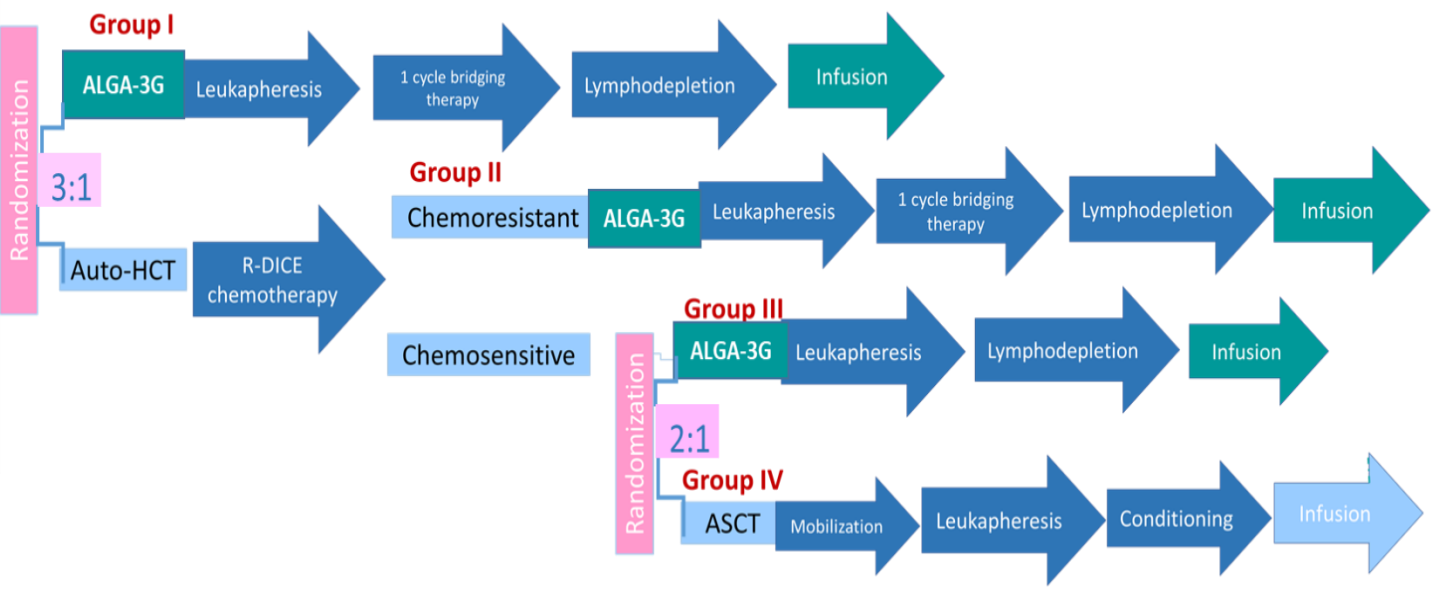 Randomization
3:1
Group I
ALGA-3G
Leukapheresis
1 cycle bridging
therapy
Lymphodepletion
Infusion
Auto-HCT
R-DICE
chemotherapy
Group II
Chemoresistant
ALGA-3G
Leukapheresis
1 cycle bridging
therapy
Lymphodepletion
Infusion
Chemosensitive
Randomization
2:1
Group III
ALGA-3G
Leukapheresis
Lymphodepletion
Infusion
Group IV
ASCT
Mobilization
Leukapheresis
Conditioning
Infusion